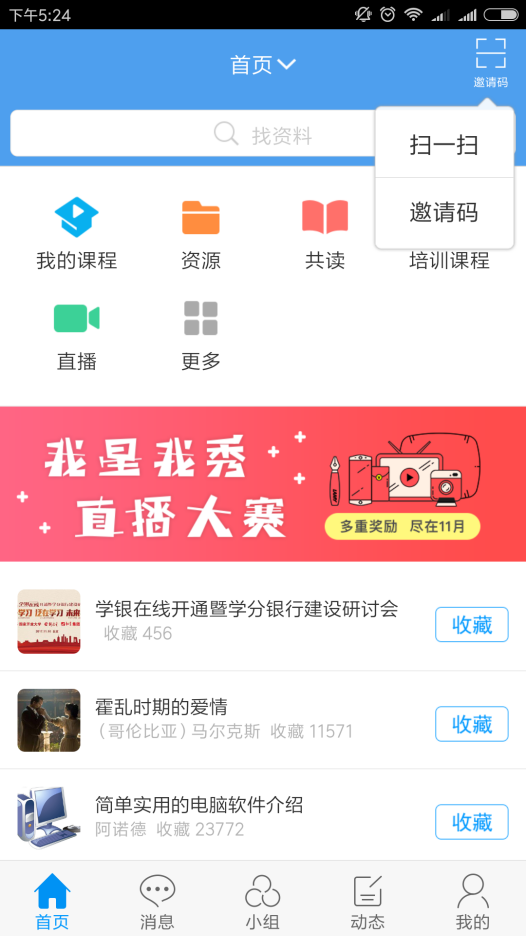 下午5:24
首页
邀请码
找资料
扫一扫
邀请码
我的课程
资源
共读
培训课程
直播
更多
我是我秀
直播大赛
多重奖励 尽在11月
学银在线开通暨学分银行建设研讨会
收藏 456
收藏
霍乱时期的爱情
（哥伦比亚）马尔克斯 收藏 11571
收藏
简单实用的电脑软件介绍
阿诺德 收藏 23772
收藏
首页
消息
小组
动态
我的